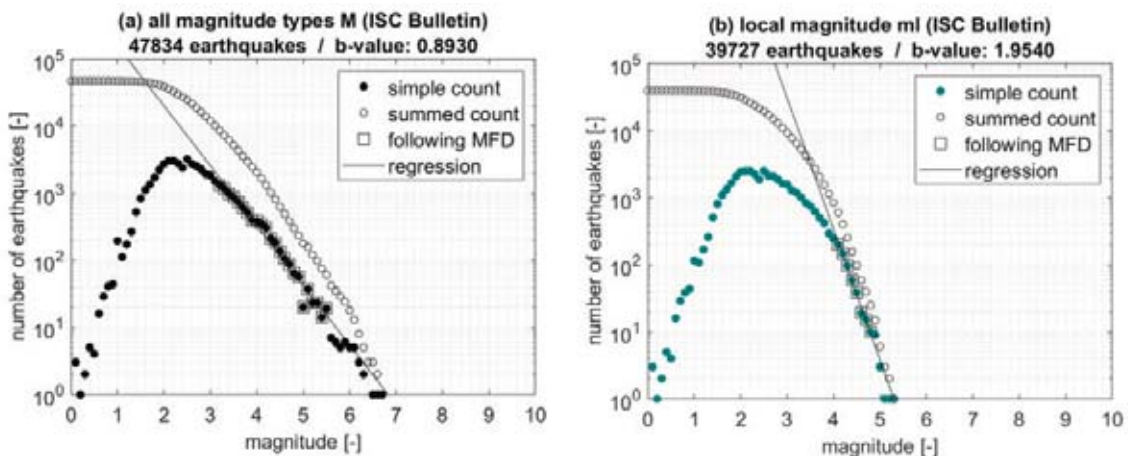 (a) all magnitude types M (ISC Bulletin)
47834 earthquakes / b-value: 0.8930
10^5
10^4
10^3
10^2
10^1
10^0
number of earthquakes [-]
simple count
summed count
following MFD
regression
0 1 2 3 4 5 6 7 8 9 10
magnitude [-]
(b) local magnitude ml (ISC Bulletin)
39727 earthquakes / b-value: 1.9540
10^5
10^4
10^3
10^2
10^1
10^0
number of earthquakes [-]
simple count
summed count
following MFD
regression
0 1 2 3 4 5 6 7 8 9 10
magnitude [-]